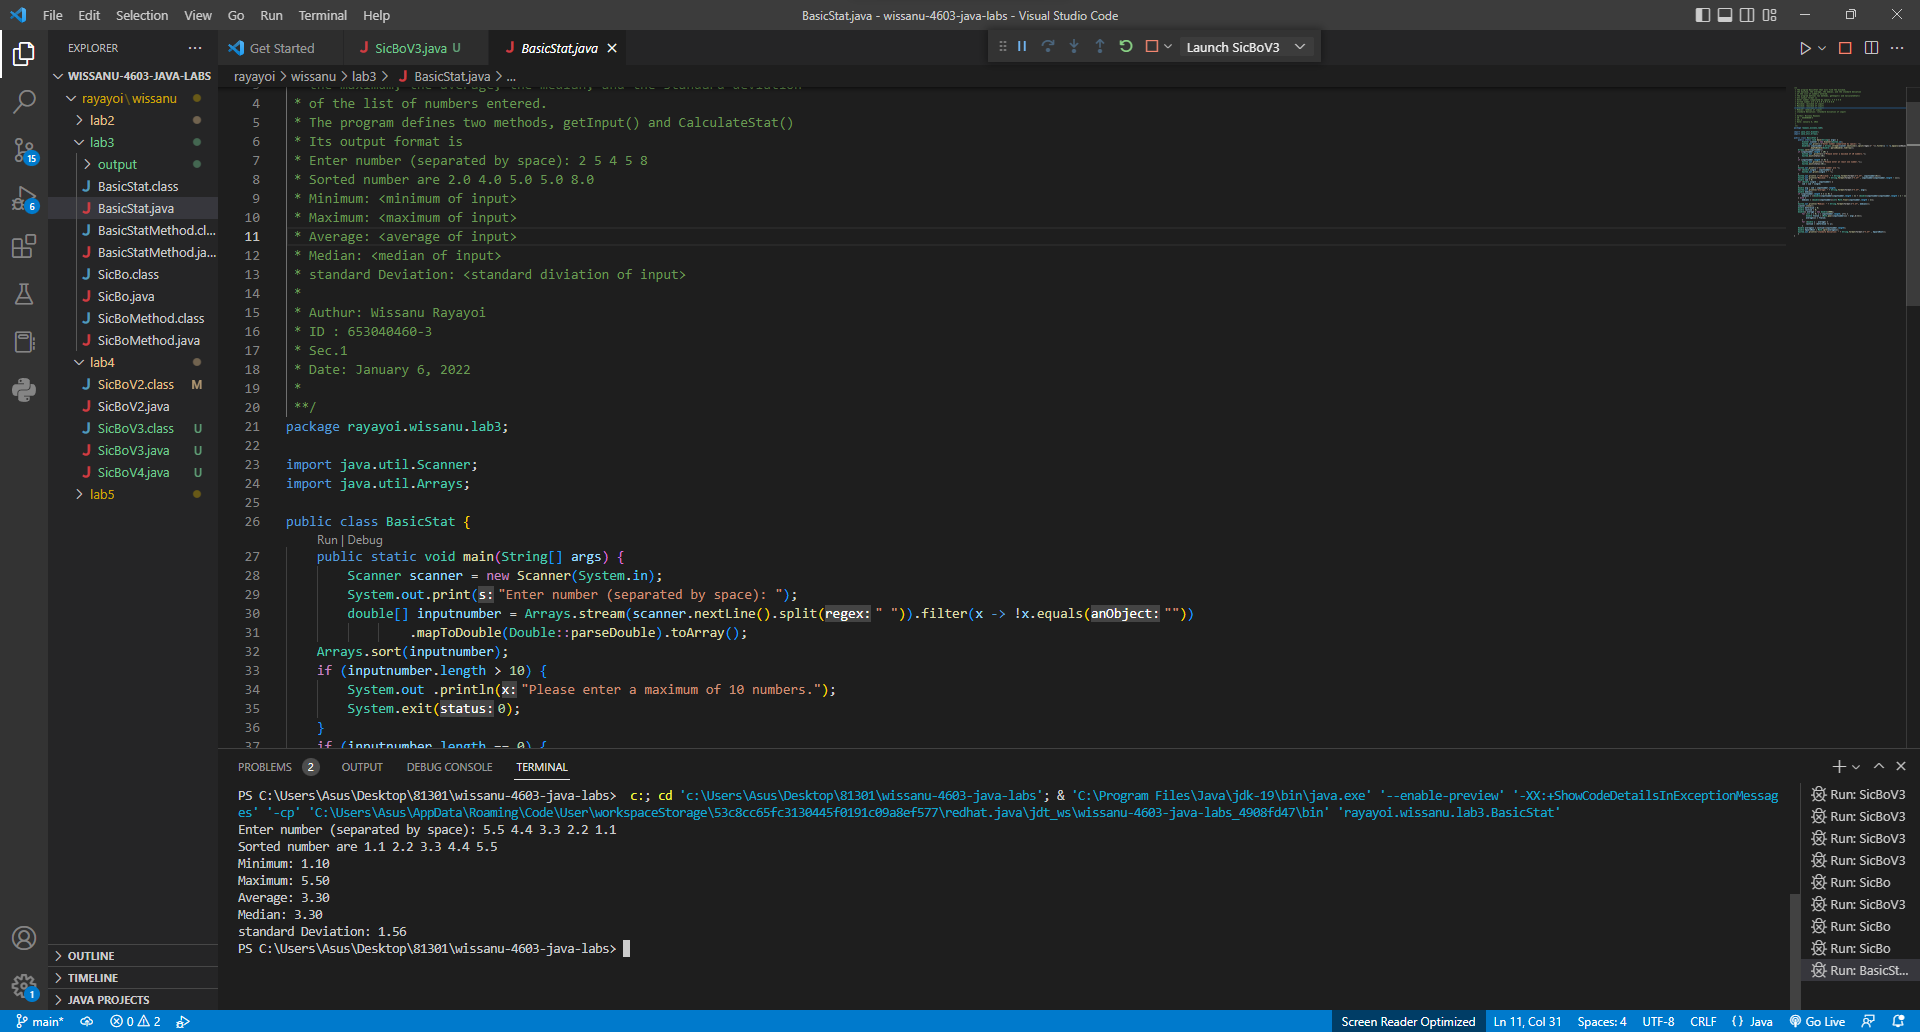 File Edit Selection View Go Run Terminal Help
BasicStat.java - wissanu-4603-java-labs - Visual Studio Code
EXPLORER
WISSANU-4603-JAVA-LABS
rayayoi\wissanu
lab2
lab3
output
BasicStat.class
BasicStat.java
BasicStatMethod.cl...
BasicStatMethod.ja...
SicBo.class
SicBo.java
SicBoMethod.class
SicBoMethod.java
lab4
SicBoV2.class M
SicBoV2.java
SicBoV3.class U
SicBoV3.java U
SicBoV4.java U
lab5
OUTLINE
TIMELINE
JAVA PROJECTS
15
6
1
Get Started
SicBoV3.java U
BasicStat.java
Launch SicBoV3
rayayoi > wissanu > lab3 > BasicStat.java > ...
3 the maximum, the average, the median, and the standard deviation
4 * of the list of numbers entered.
5 * The program defines two methods, getInput() and CalculateStat()
6 * Its output format is
7 * Enter number (separated by space): 2 5 4 5 8
8 * Sorted number are 2.0 4.0 5.0 5.0 8.0
9 * Minimum: <minimum of input>
10 * Maximum: <maximum of input>
11 * Average: <average of input>
12 * Median: <median of input>
13 * standard Deviation: <standard diviation of input>
14 *
15 * Authur: Wissanu Rayayoi
16 * ID : 653040460-3
17 * Sec.1
18 * Date: January 6, 2022
19 *
20 **/
21 package rayayoi.wissanu.lab3;
22
23 import java.util.Scanner;
24 import java.util.Arrays;
25
26 public class BasicStat {
Run | Debug
27 public static void main(String[] args) {
28 Scanner scanner = new Scanner(System.in);
29 System.out.print(s: "Enter number (separated by space): ");
30 double[] inputnumber = Arrays.stream(scanner.nextLine().split(regex: " ")).filter(x -> !x.equals(anObject: ""))
31 .mapToDouble(Double::parseDouble).toArray();
32 Arrays.sort(inputnumber);
33 if (inputnumber.length > 10) {
34 System.out .println(x: "Please enter a maximum of 10 numbers.");
35 System.exit(status: 0);
36 }
37 if (inputnumber.length == 0) {
PROBLEMS 2 OUTPUT DEBUG CONSOLE TERMINAL
PS C:\Users\Asus\Desktop\81301\wissanu-4603-java-labs> c:; cd 'c:\Users\Asus\Desktop\81301\wissanu-4603-java-labs'; & 'C:\Program Files\Java\jdk-19\bin\java.exe' '--enable-preview' '-XX:+ShowCodeDetailsInExceptionMessag
es' '-cp' 'C:\Users\Asus\AppData\Roaming\Code\User\workspaceStorage\53c8cc65fc3130445f0191c09a8ef577\redhat.java\jdt_ws\wissanu-4603-java-labs_4908fd47\bin' 'rayayoi.wissanu.lab3.BasicStat'
Enter number (separated by space): 5.5 4.4 3.3 2.2 1.1
Sorted number are 1.1 2.2 3.3 4.4 5.5
Minimum: 1.10
Maximum: 5.50
Average: 3.30
Median: 3.30
standard Deviation: 1.56
PS C:\Users\Asus\Desktop\81301\wissanu-4603-java-labs>
Run: SicBoV3
Run: SicBoV3
Run: SicBoV3
Run: SicBoV3
Run: SicBo
Run: SicBoV3
Run: SicBo
Run: SicBo
Run: BasicSt...
main* 0 2
Screen Reader Optimized Ln 11, Col 31 Spaces: 4 UTF-8 CRLF {} Java Go Live